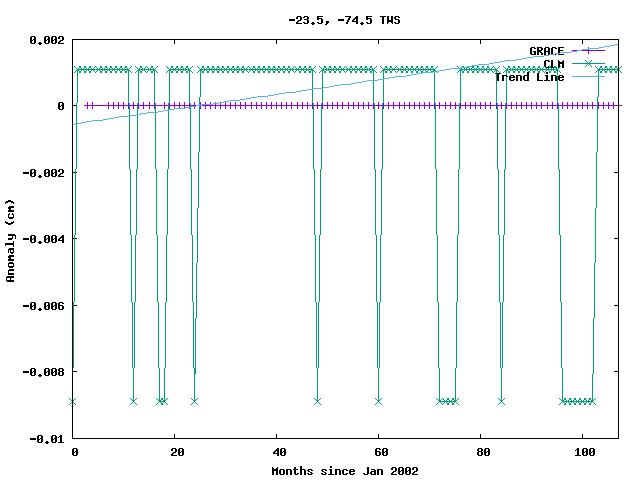 -23.5, -74.5 TWS
0.002
0
-0.002
-0.004
-0.006
-0.008
-0.01
Anomaly (cm)
GRACE
CLM
Trend Line
0 20 40 60 80 100
Months since Jan 2002